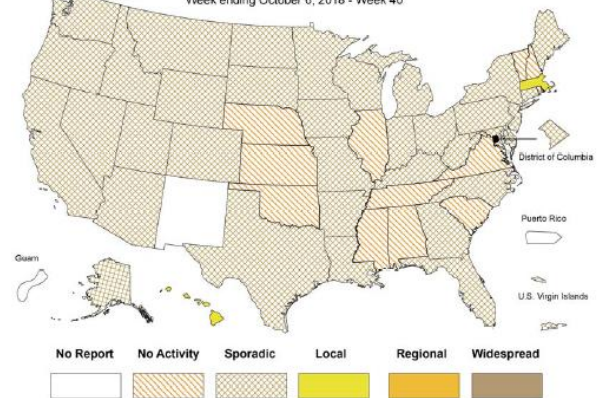 Week ending October 6, 2018 - Week 40
District of Columbia
Puerto Rico
Guam
U.S. Virgin Islands
No Report No Activity Sporadic Local Regional Widespread